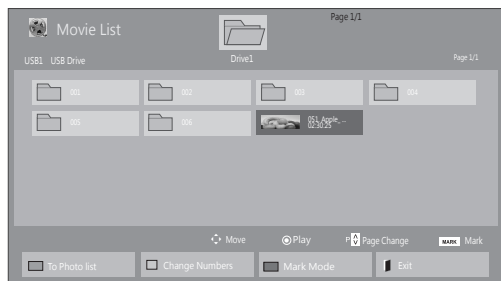 Page 1/1
Movie List
Drive1
USB1 USB Drive
Page 1/1
001 002 003 004
005 006 051_Apple_ ...
02:30:25
Move Play P Page Change MARK Mark
To Photo list Change Numbers Mark Mode Exit